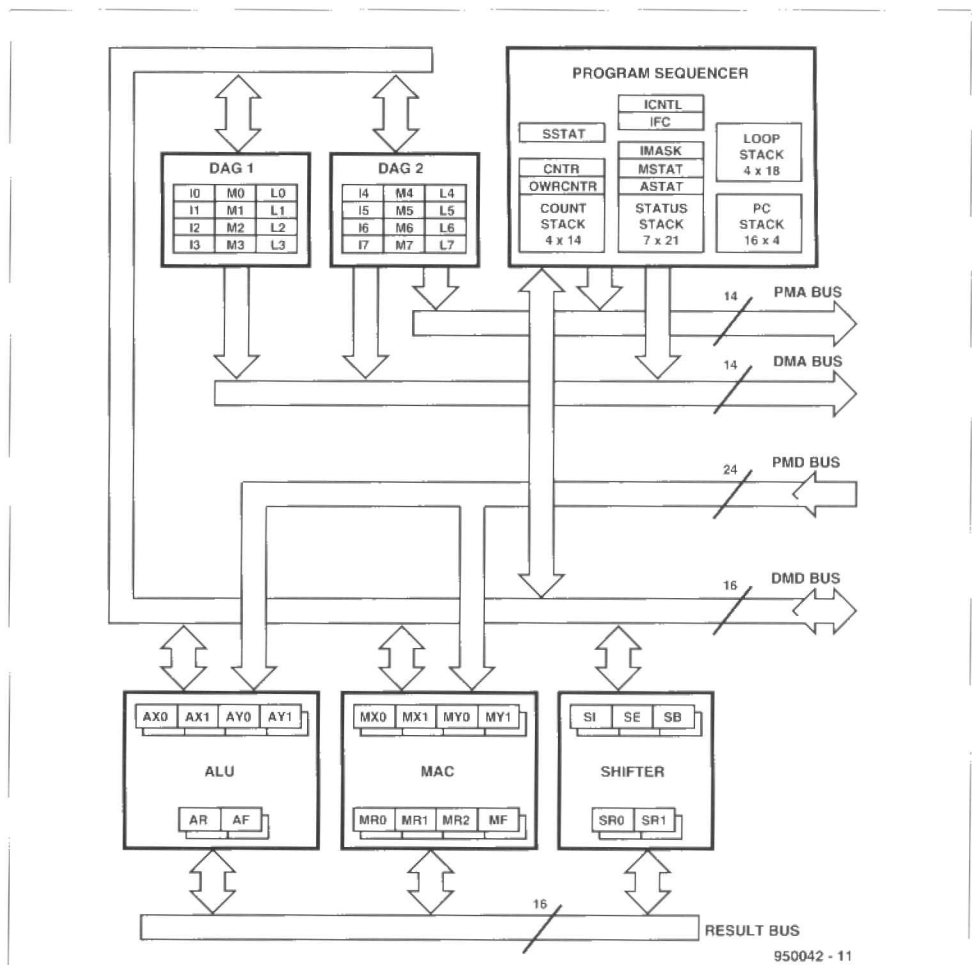 PROGRAM SEQUENCER
ICNTL
IFC
SSTAT
LOOP
STACK
4 x 18
IMASK
CNTR
MSTAT
OWRCNTR
ASTAT
COUNT
STACK
4 x 14
STATUS
STACK
7 x 21
PC
STACK
16 x 4
DAG 1
I0 M0 L0
I1 M1 L1
I2 M2 L2
I3 M3 L3
DAG 2
I4 M4 L4
I5 M5 L5
I6 M6 L6
I7 M7 L7
14 PMA BUS
14 DMA BUS
24 PMD BUS
16 DMD BUS
AX0 AX1 AY0 AY1
ALU
AR AF
MX0 MX1 MY0 MY1
MAC
MR0 MR1 MR2 MF
SI SE SB
SHIFTER
SR0 SR1
16
RESULT BUS
950042 - 11